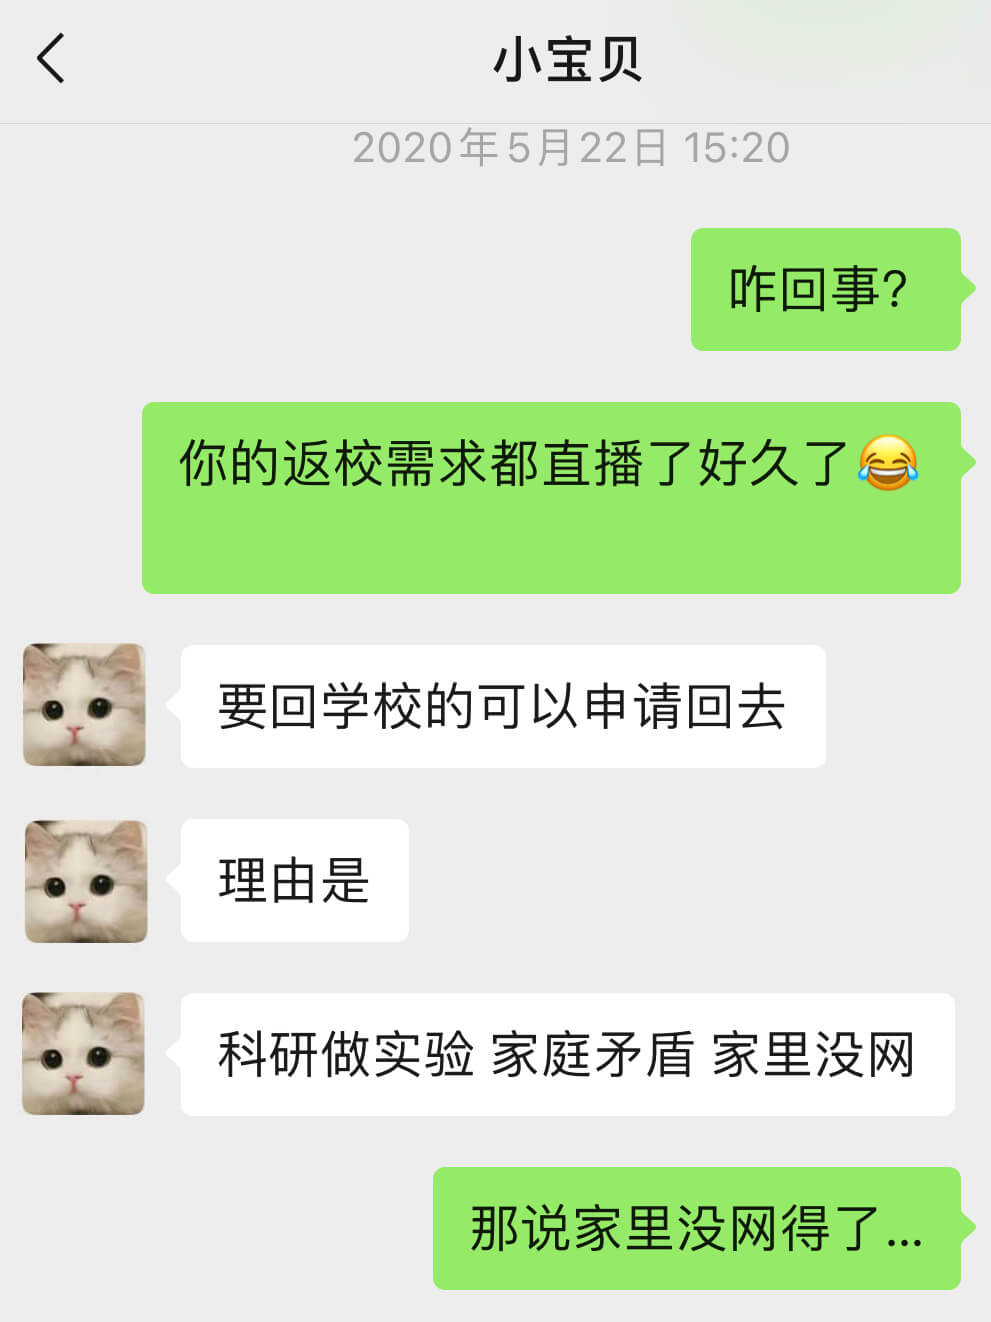 小宝贝
2020年5月22日 15:20
咋回事?
你的返校需求都直播了好久了😂
要回学校的可以申请回去
理由是
科研做实验 家庭矛盾 家里没网
那说家里没网得了...